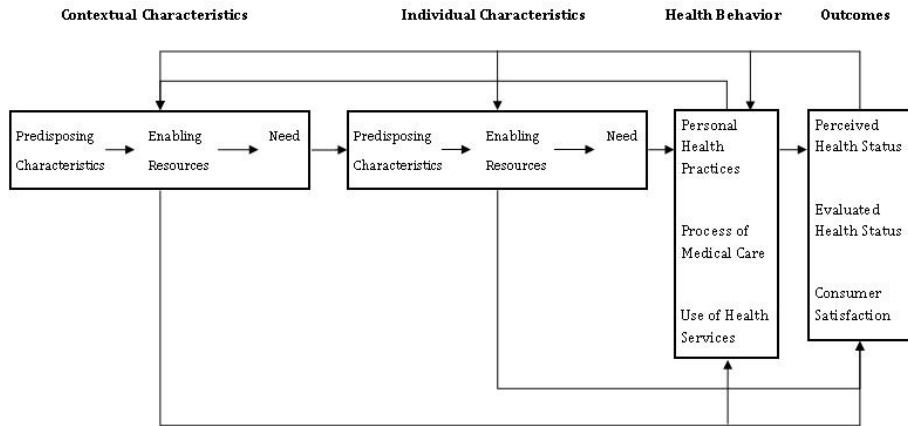 Contextual Characteristics
Individual Characteristics
Health Behavior
Outcomes
Predisposing
Characteristics
Enabling
Resources
Need
Predisposing
Characteristics
Enabling
Resources
Need
Personal
Health
Practices
Process of
Medical Care
Use of Health
Services
Perceived
Health Status
Evaluated
Health Status
Consumer
Satisfaction